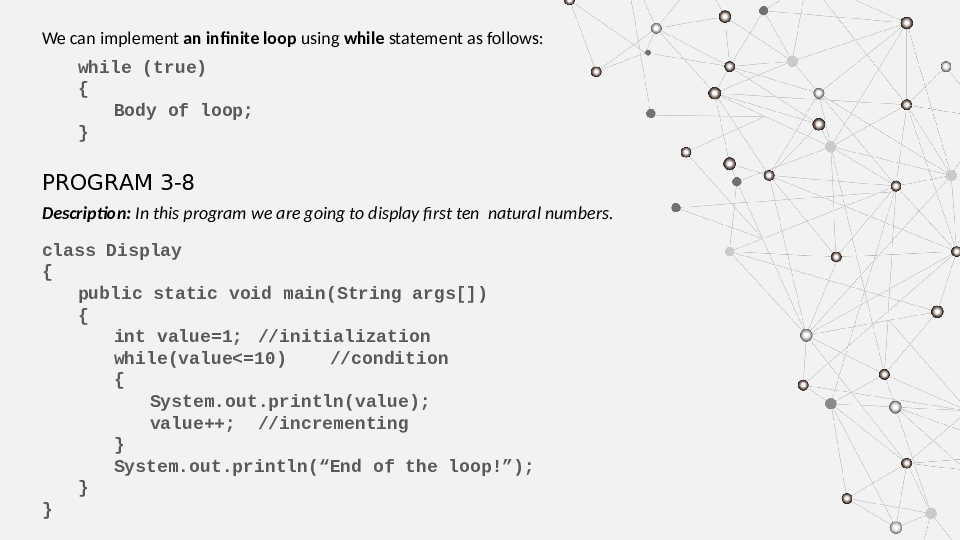 We can implement an infinite loop using while statement as follows:
while (true)
{
Body of loop;
}
PROGRAM 3-8
Description: In this program we are going to display first ten  natural numbers.
class Display
{
public static void main(String args[])
{
int value=1;  //initialization
while(value<=10)    //condition
{
System.out.println(value);
value++;  //incrementing
}
System.out.println(“End of the loop!”);
}
}